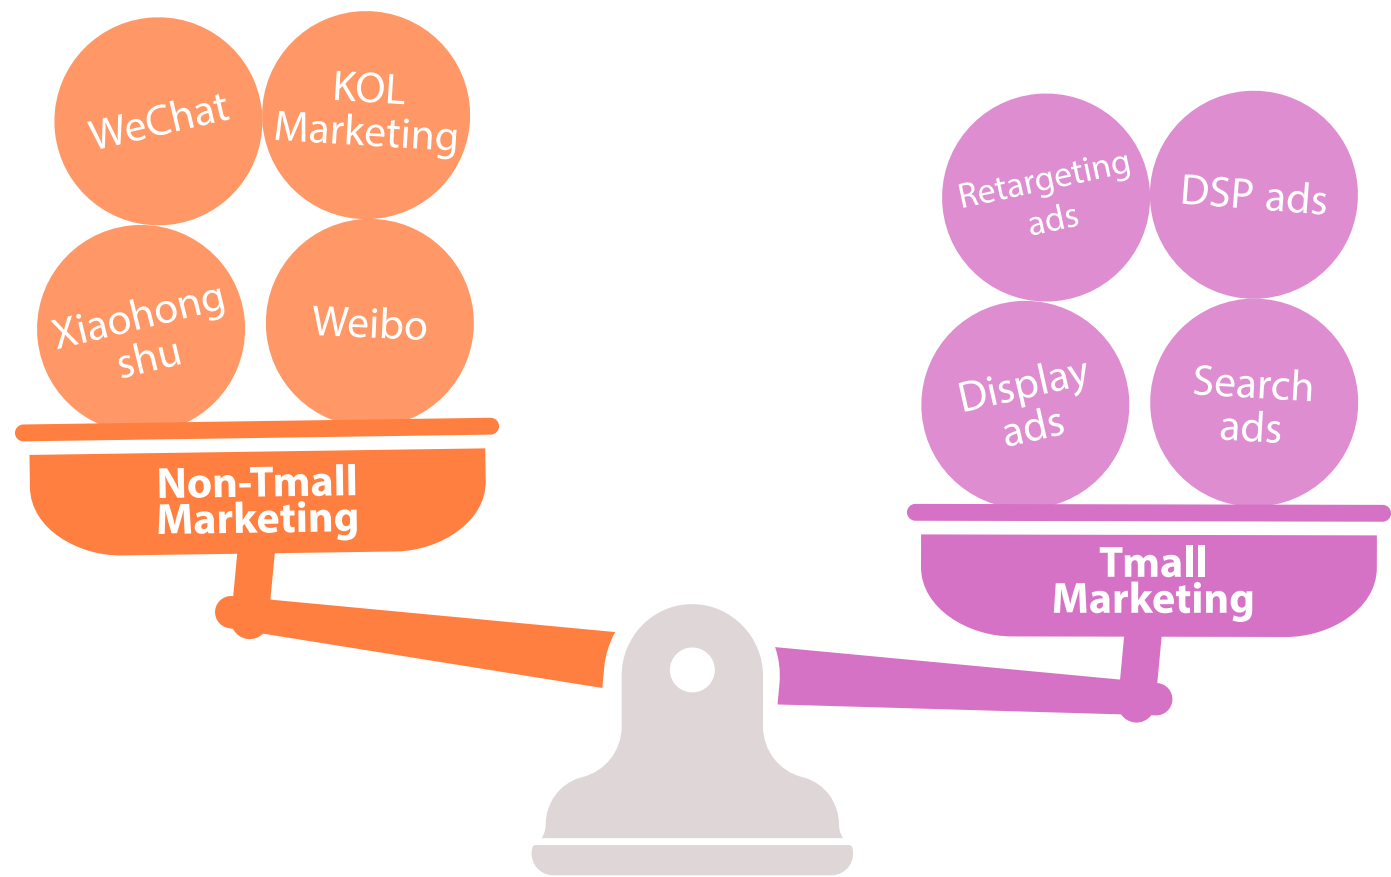 WeChat
KOL
Marketing
Xiaohong
shu
Weibo
Non-Tmall
Marketing
Retargeting
ads
DSP ads
Display
ads
Search
ads
Tmall
Marketing